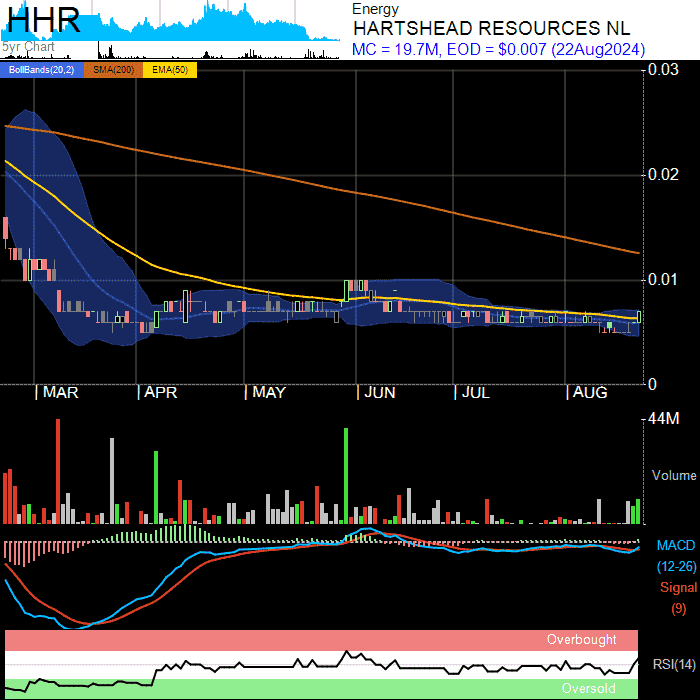 HHR
5yr Chart
Energy
HARTSHEAD RESOURCES NL
MC = 19.7M, EOD = $0.007 (22Aug2024)
BollBands(20,2) SMA(200) EMA(50)
0.03
0.02
0.01
0
MAR APR MAY JUN JUL AUG
44M
Volume
MACD
(12-26)
Signal
(9)
Overbought
RSI(14)
Oversold